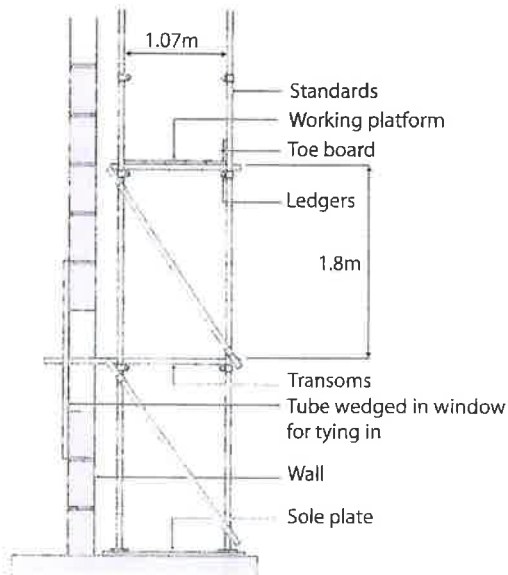 1.07m
Standards
Working platform
Toe board
Ledgers
1.8m
Transoms
Tube wedged in window
for tying in
Wall
Sole plate